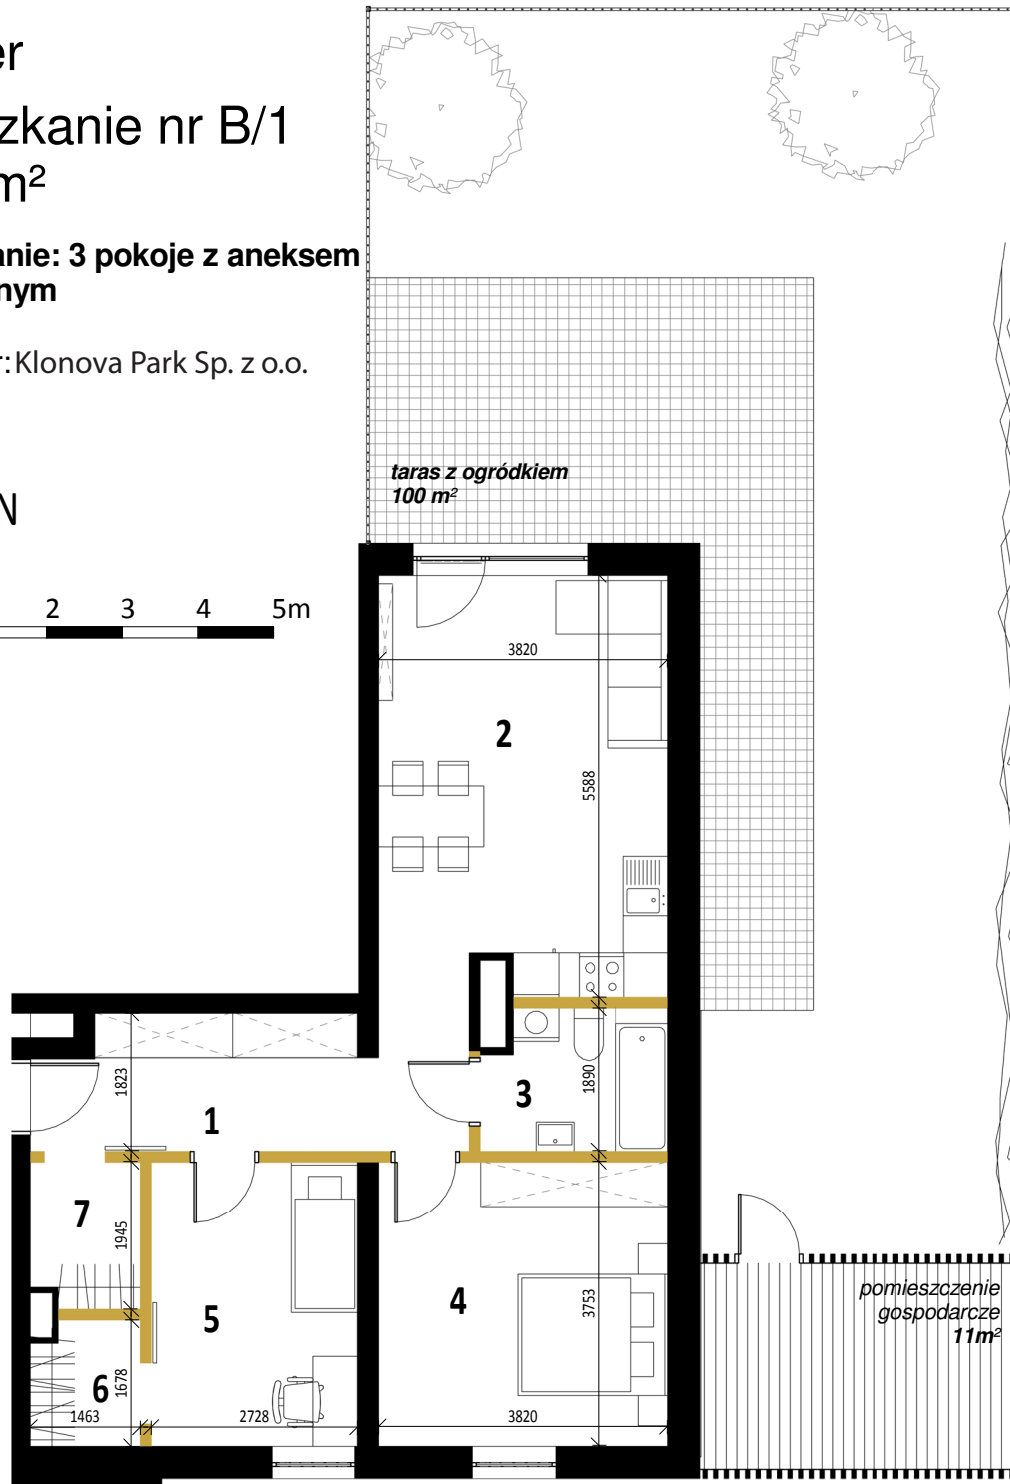 er
zkanie nr B/1
m²
anie: 3 pokoje z aneksem
nym
r: Klonova Park Sp. z o.o.
N
2 3 4 5m
taras z ogródkiem
100 m²
3820
2
5588
3
1890
1823
1
7
1945
5
4
3753
6
1678
1463
2728
3820
pomieszczenie
gospodarcze
11m²